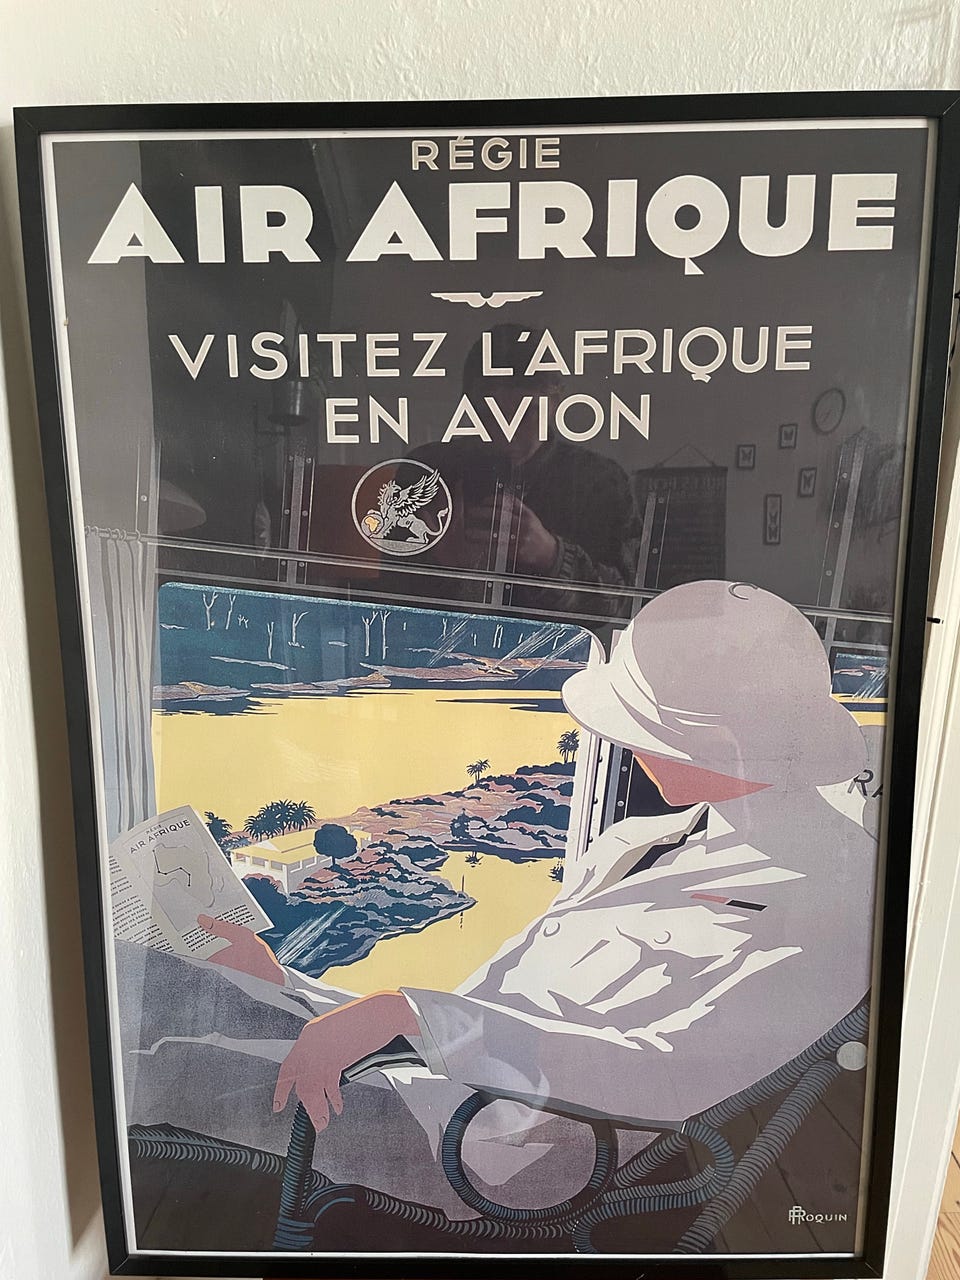 RÉGIE
AIR AFRIQUE
VISITEZ L'AFRIQUE
EN AVION
RÉGIE
AIR AFRIQUE
ROQUIN